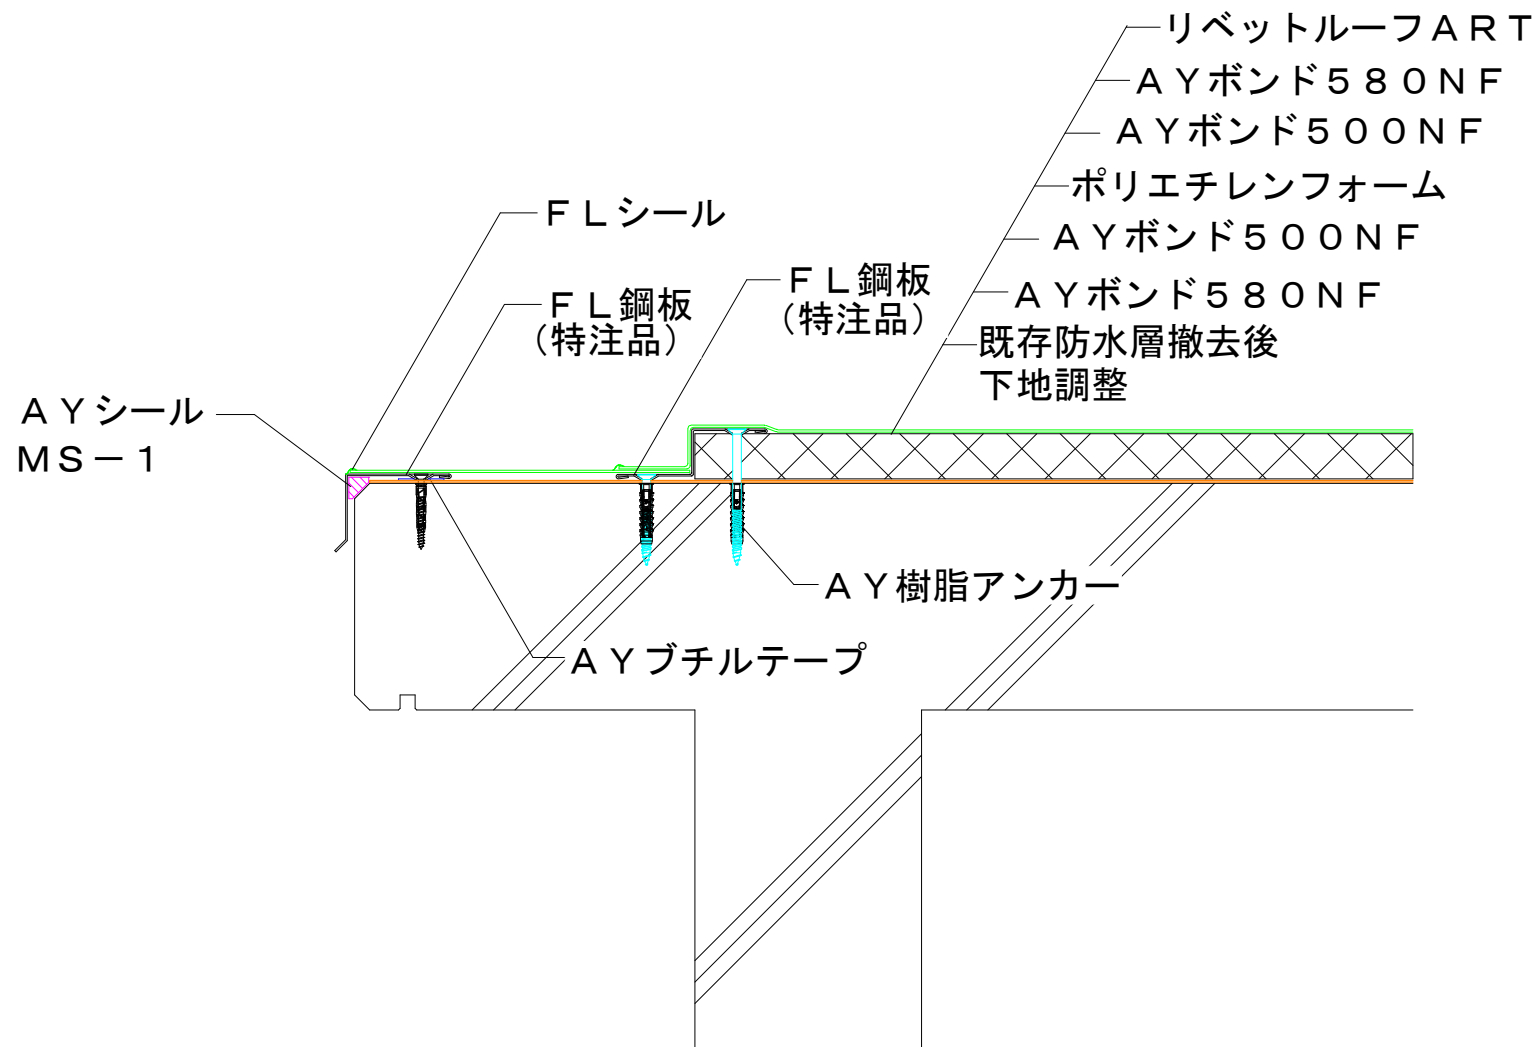 リベットルーフＡＲＴ
ＡＹボンド５８０ＮＦ
ＡＹボンド５００ＮＦ
ポリエチレンフォーム
ＡＹボンド５００ＮＦ
ＡＹボンド５８０ＮＦ
既存防水層撤去後
下地調整
ＦＬシール
ＦＬ鋼板
（特注品）
ＦＬ鋼板
（特注品）
ＡＹシール
ＭＳ－１
ＡＹ樹脂アンカー
ＡＹブチルテープ